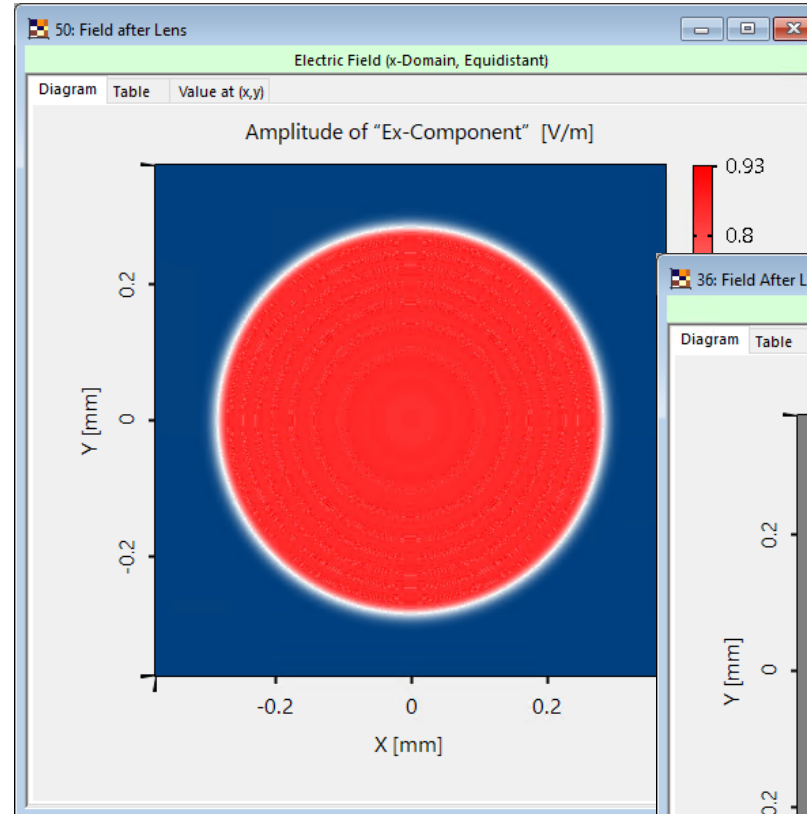 50: Field after Lens
Electric Field (x-Domain, Equidistant)
Diagram Table Value at (x,y)
Amplitude of “Ex-Component” [V/m]
0.93
0.8
0.2
0
-0.2
Y [mm]
-0.2 0 0.2
X [mm]
36: Field After L
Diagram Table
0.2
0
0.2
Y [mm]